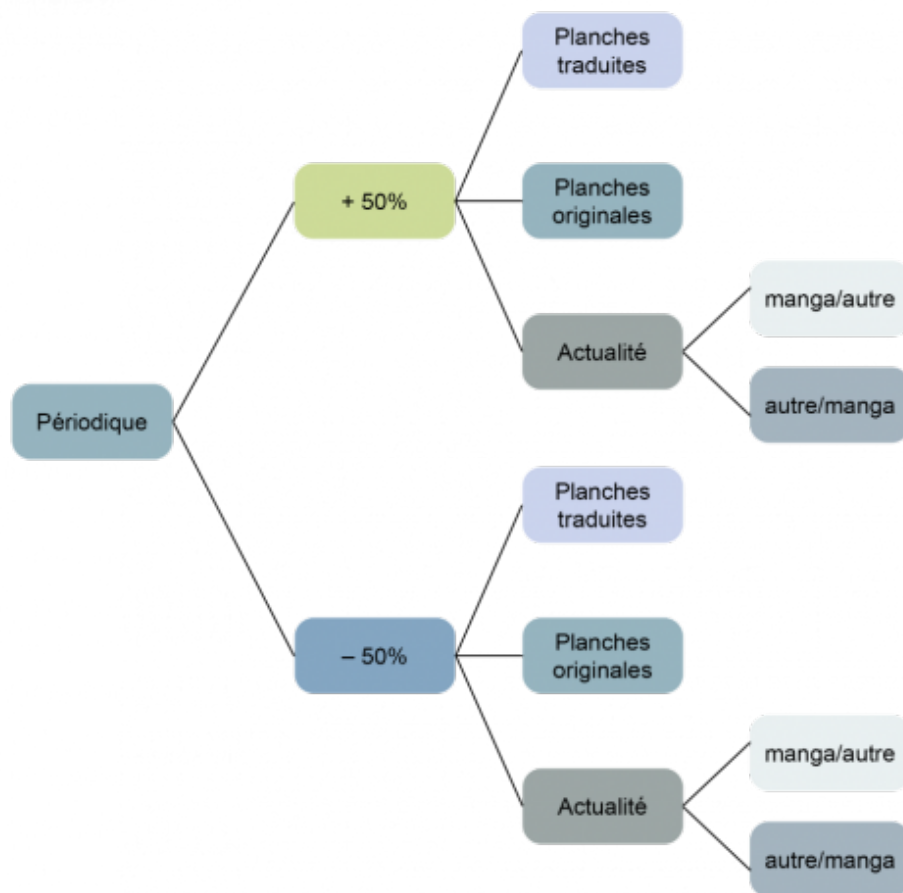 Planches
traduites
+ 50%
Planches
originales
manga/autre
Actualité
autre/manga
Périodique
Planches
traduites
– 50%
Planches
originales
manga/autre
Actualité
autre/manga